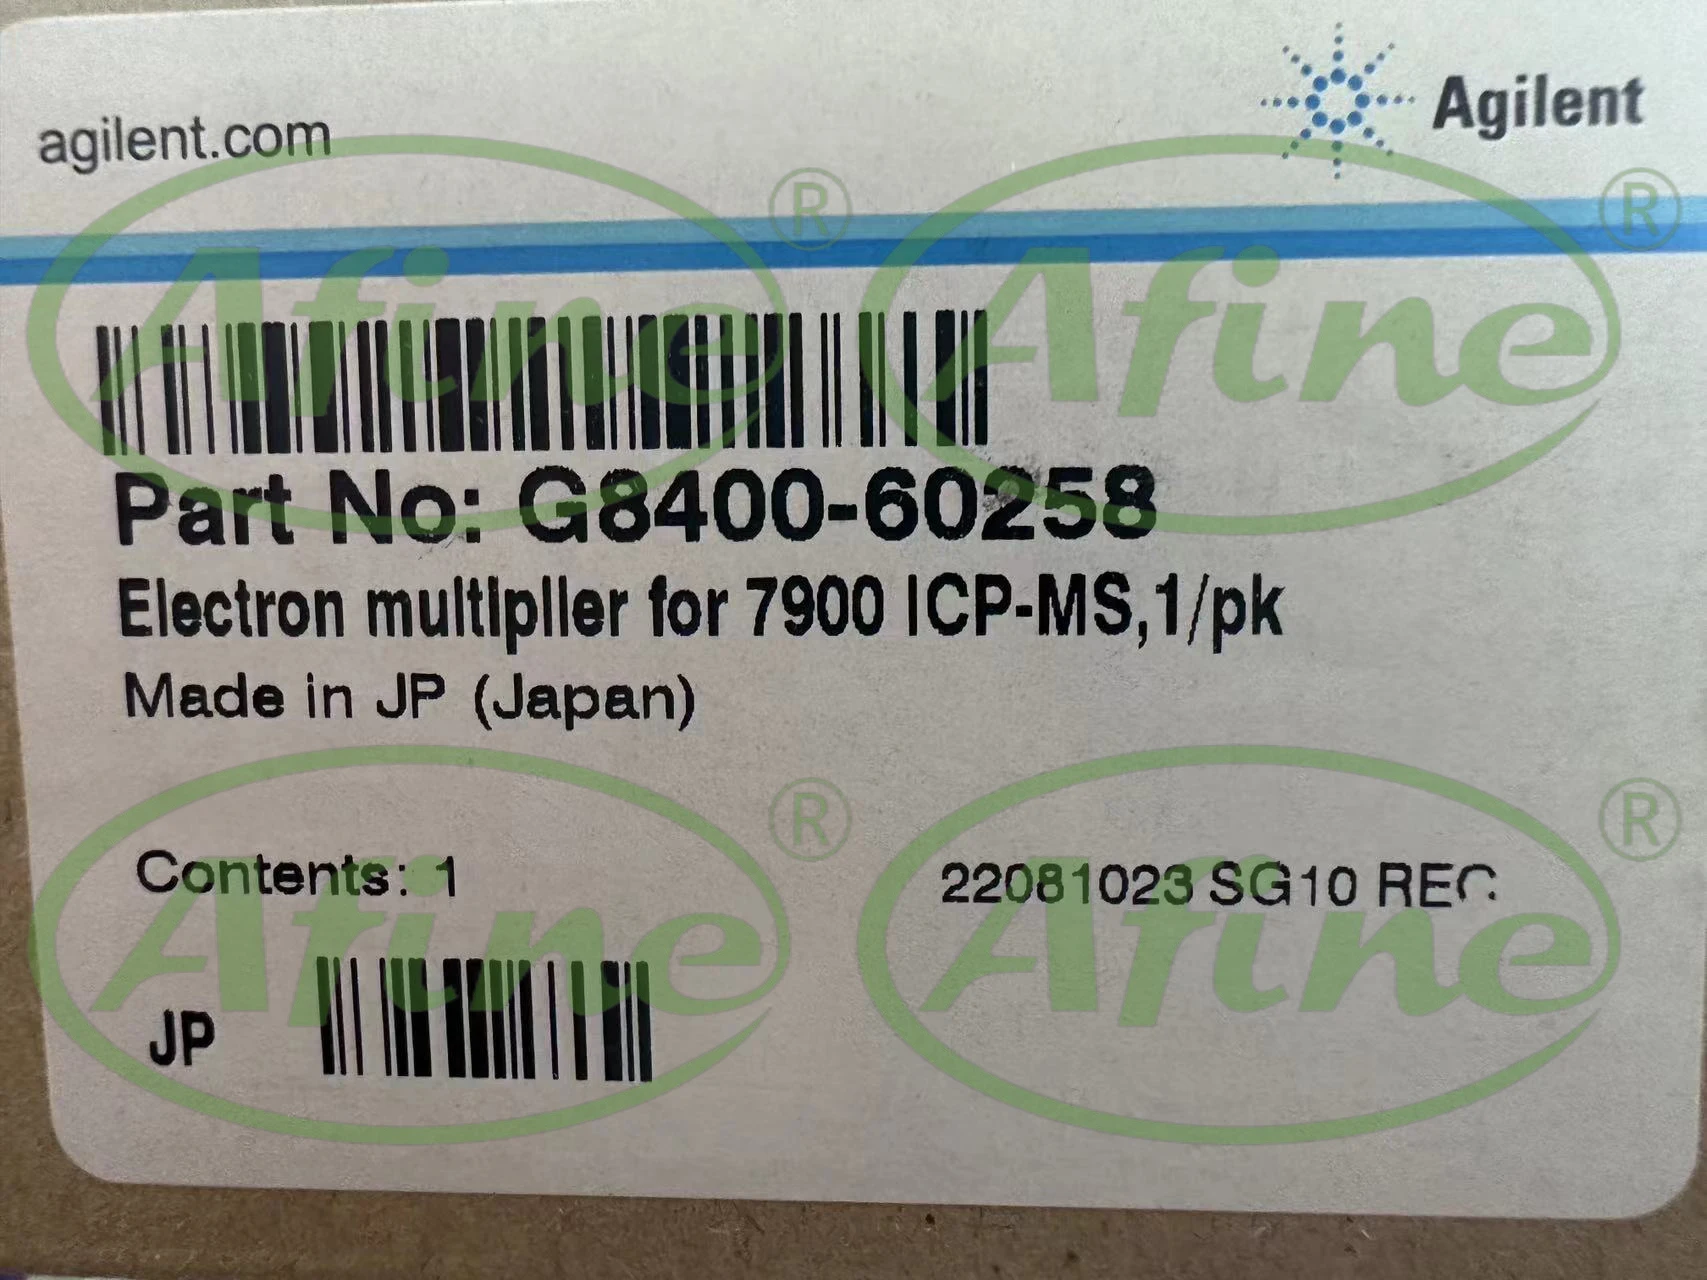 agilent.com
Agilent
Part No: G8400-60258
Electron multiplier for 7900 ICP-MS,1/pk
Made in JP (Japan)
Contents: 1
22081023 SG10 REC
JP
Afine®
Afine®
Afine®
Afine®